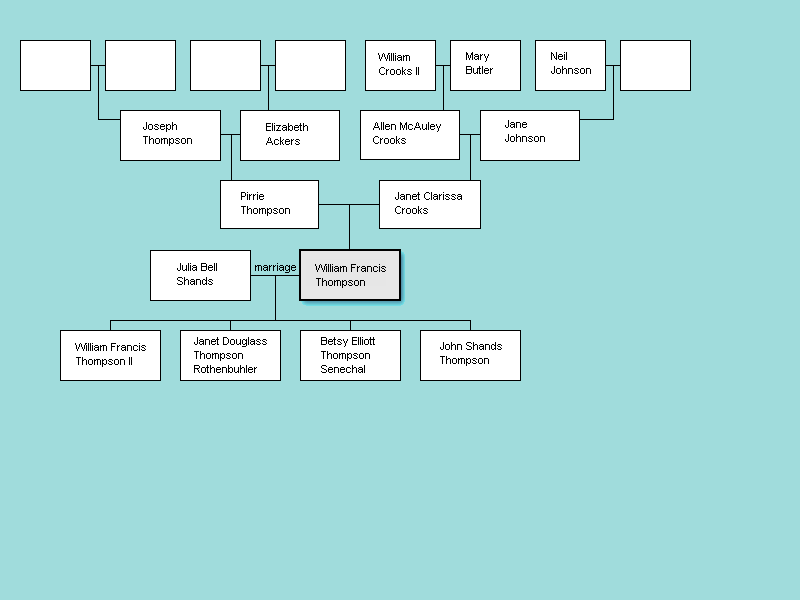 William
Crooks II
Mary
Butler
Neil
Johnson
Joseph
Thompson
Elizabeth
Ackers
Allen McAuley
Crooks
Jane
Johnson
Pirrie
Thompson
Janet Clarissa
Crooks
Julia Bell
Shands
marriage
William Francis
Thompson
William Francis
Thompson II
Janet Douglass
Thompson
Rothenbuhler
Betsy Elliott
Thompson
Senechal
John Shands
Thompson